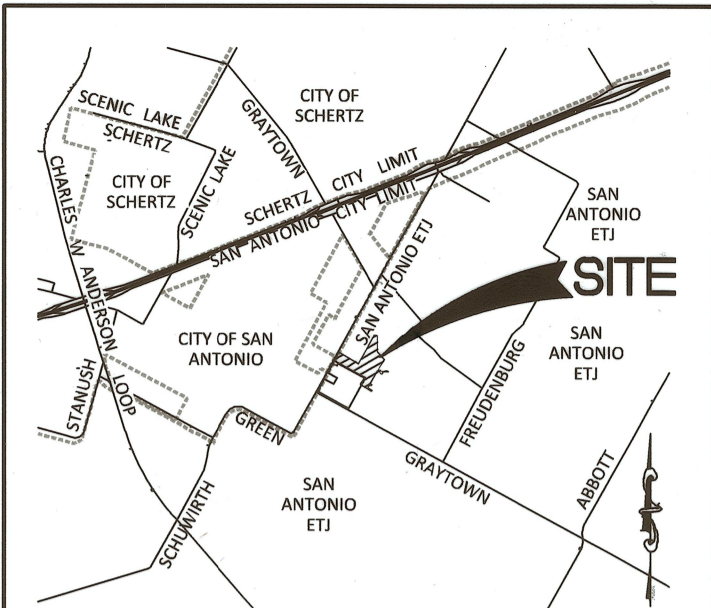 CITY OF
SCHERTZ
SCENIC LAKE
SCHERTZ
GRAYTOWN
CITY OF
SCHERTZ
SCENIC LAKE
CHARLES W ANDERSON LOOP
SCHERTZ CITY LIMIT
SAN ANTONIO CITY LIMIT
SAN ANTONIO ETJ
SAN
ANTONIO
ETJ
SITE
CITY OF SAN
ANTONIO
SAN
ANTONIO
ETJ
STANUSH
GREEN
FREUDENBURG
GRAYTOWN
ABBOTT
SAN
ANTONIO
ETJ
SCHUWIRTH